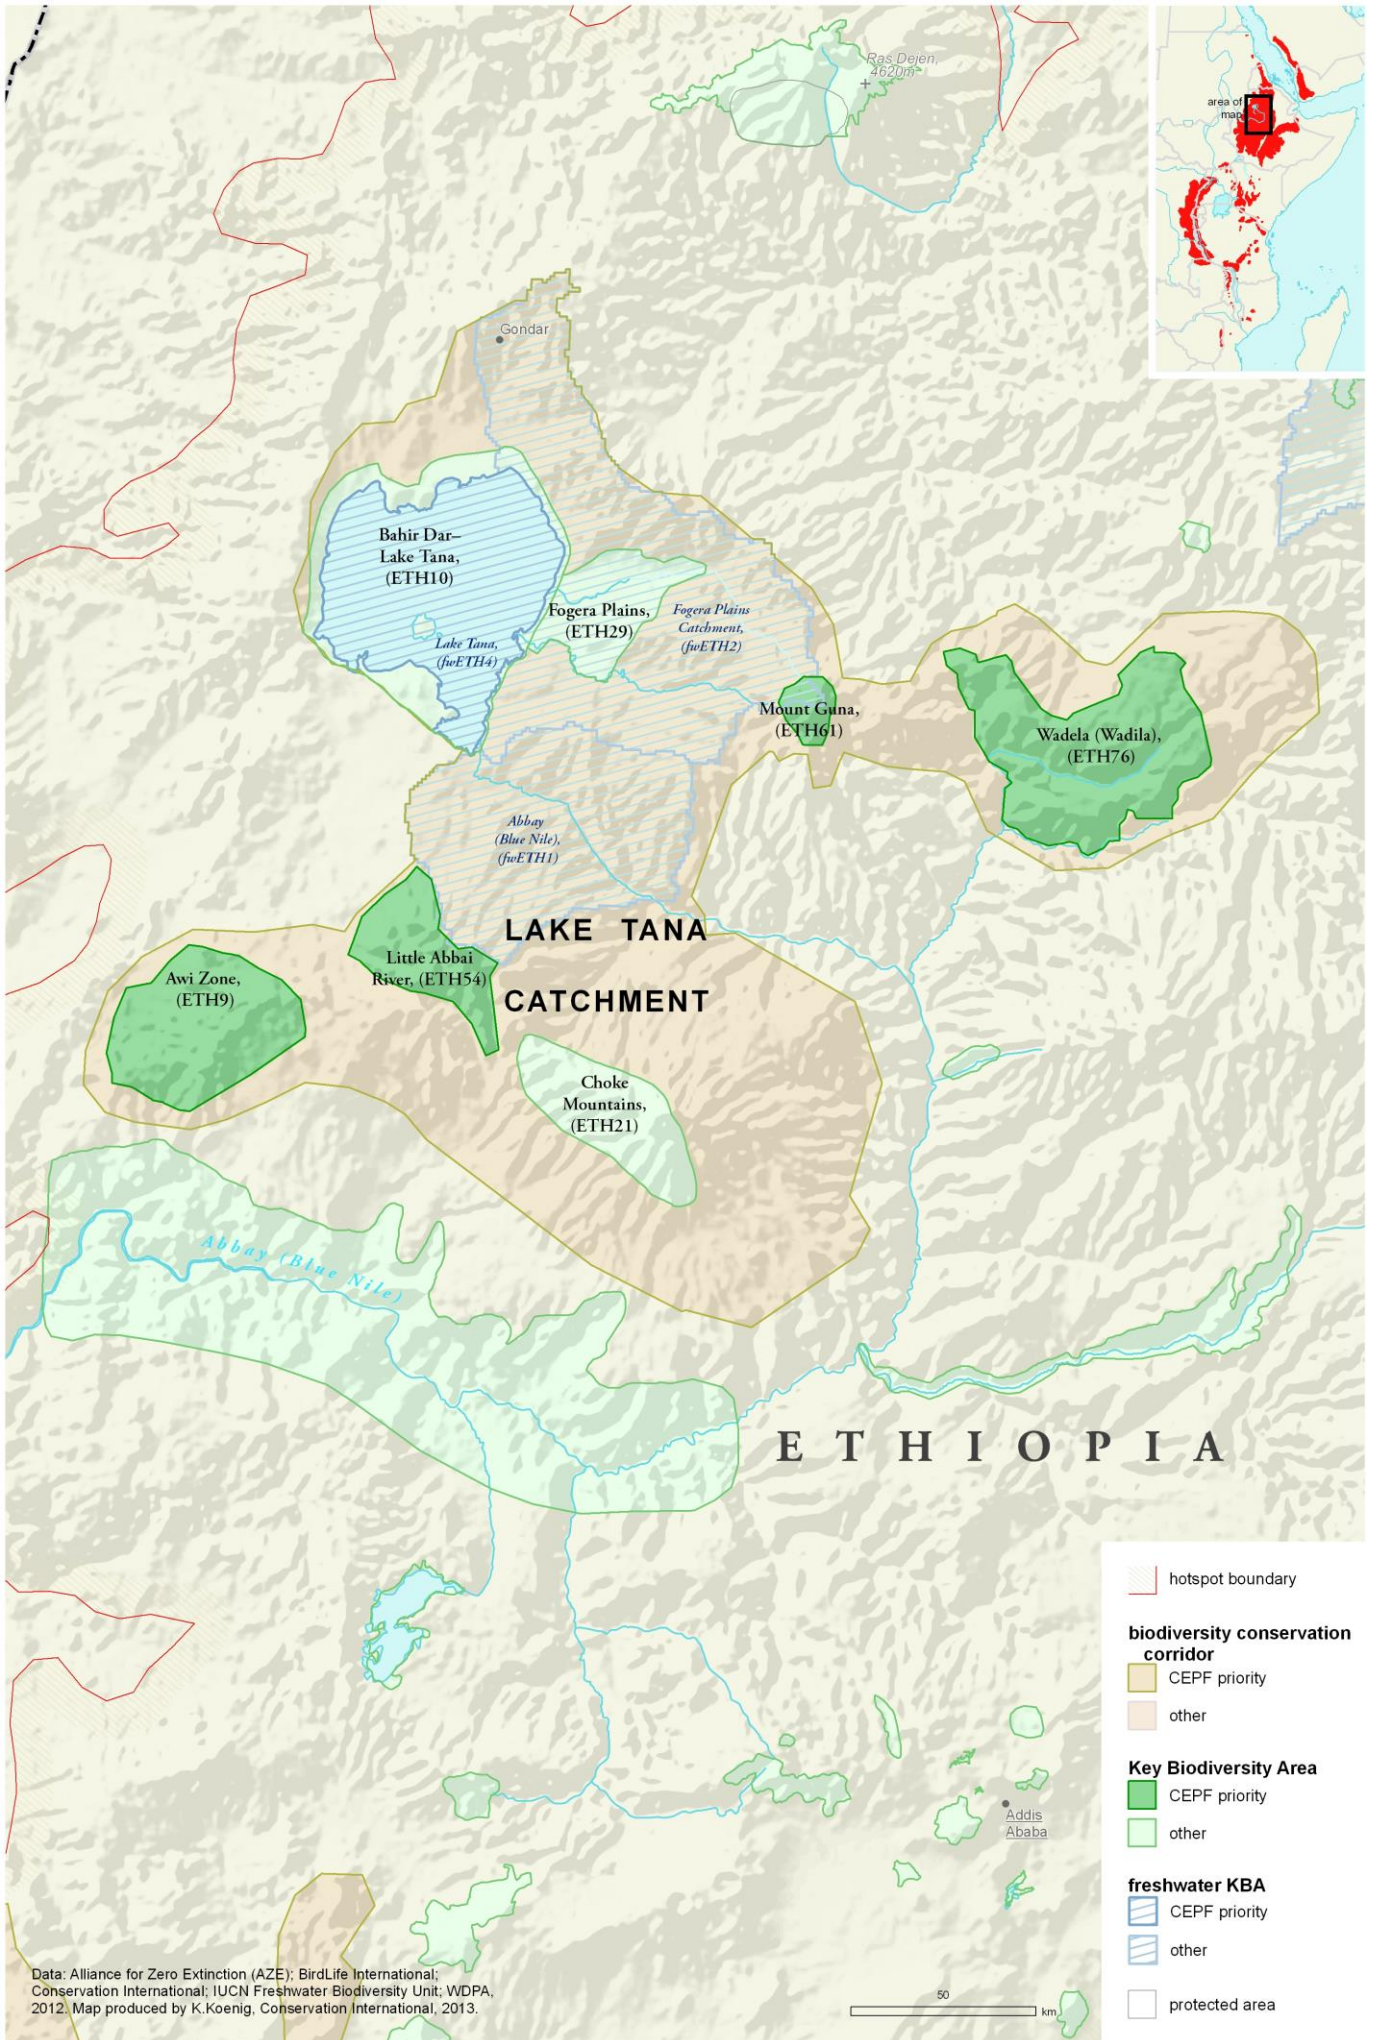 Ras Dejen,
4620m
area of
map
Gondar
Bahir Dar–
Lake Tana,
(ETH10)
Fogera Plains,
(ETH29)
Fogera Plains
Catchment,
(fwETH2)
Lake Tana,
(fwETH4)
Mount Guna,
(ETH61)
Wadela (Wadila),
(ETH76)
Abbay
(Blue Nile),
(fwETH1)
LAKE TANA
CATCHMENT
Little Abbai
River, (ETH54)
Awi Zone,
(ETH9)
Choke
Mountains,
(ETH21)
Abbay (Blue Nile)
ETHIOPIA
hotspot boundary
biodiversity conservation
corridor
CEPF priority
other
Key Biodiversity Area
CEPF priority
other
freshwater KBA
CEPF priority
other
protected area
Addis
Ababa
50
km
Data: Alliance for Zero Extinction (AZE); BirdLife International;
Conservation International; IUCN Freshwater Biodiversity Unit; WDPA,
2012. Map produced by K.Koenig, Conservation International, 2013.